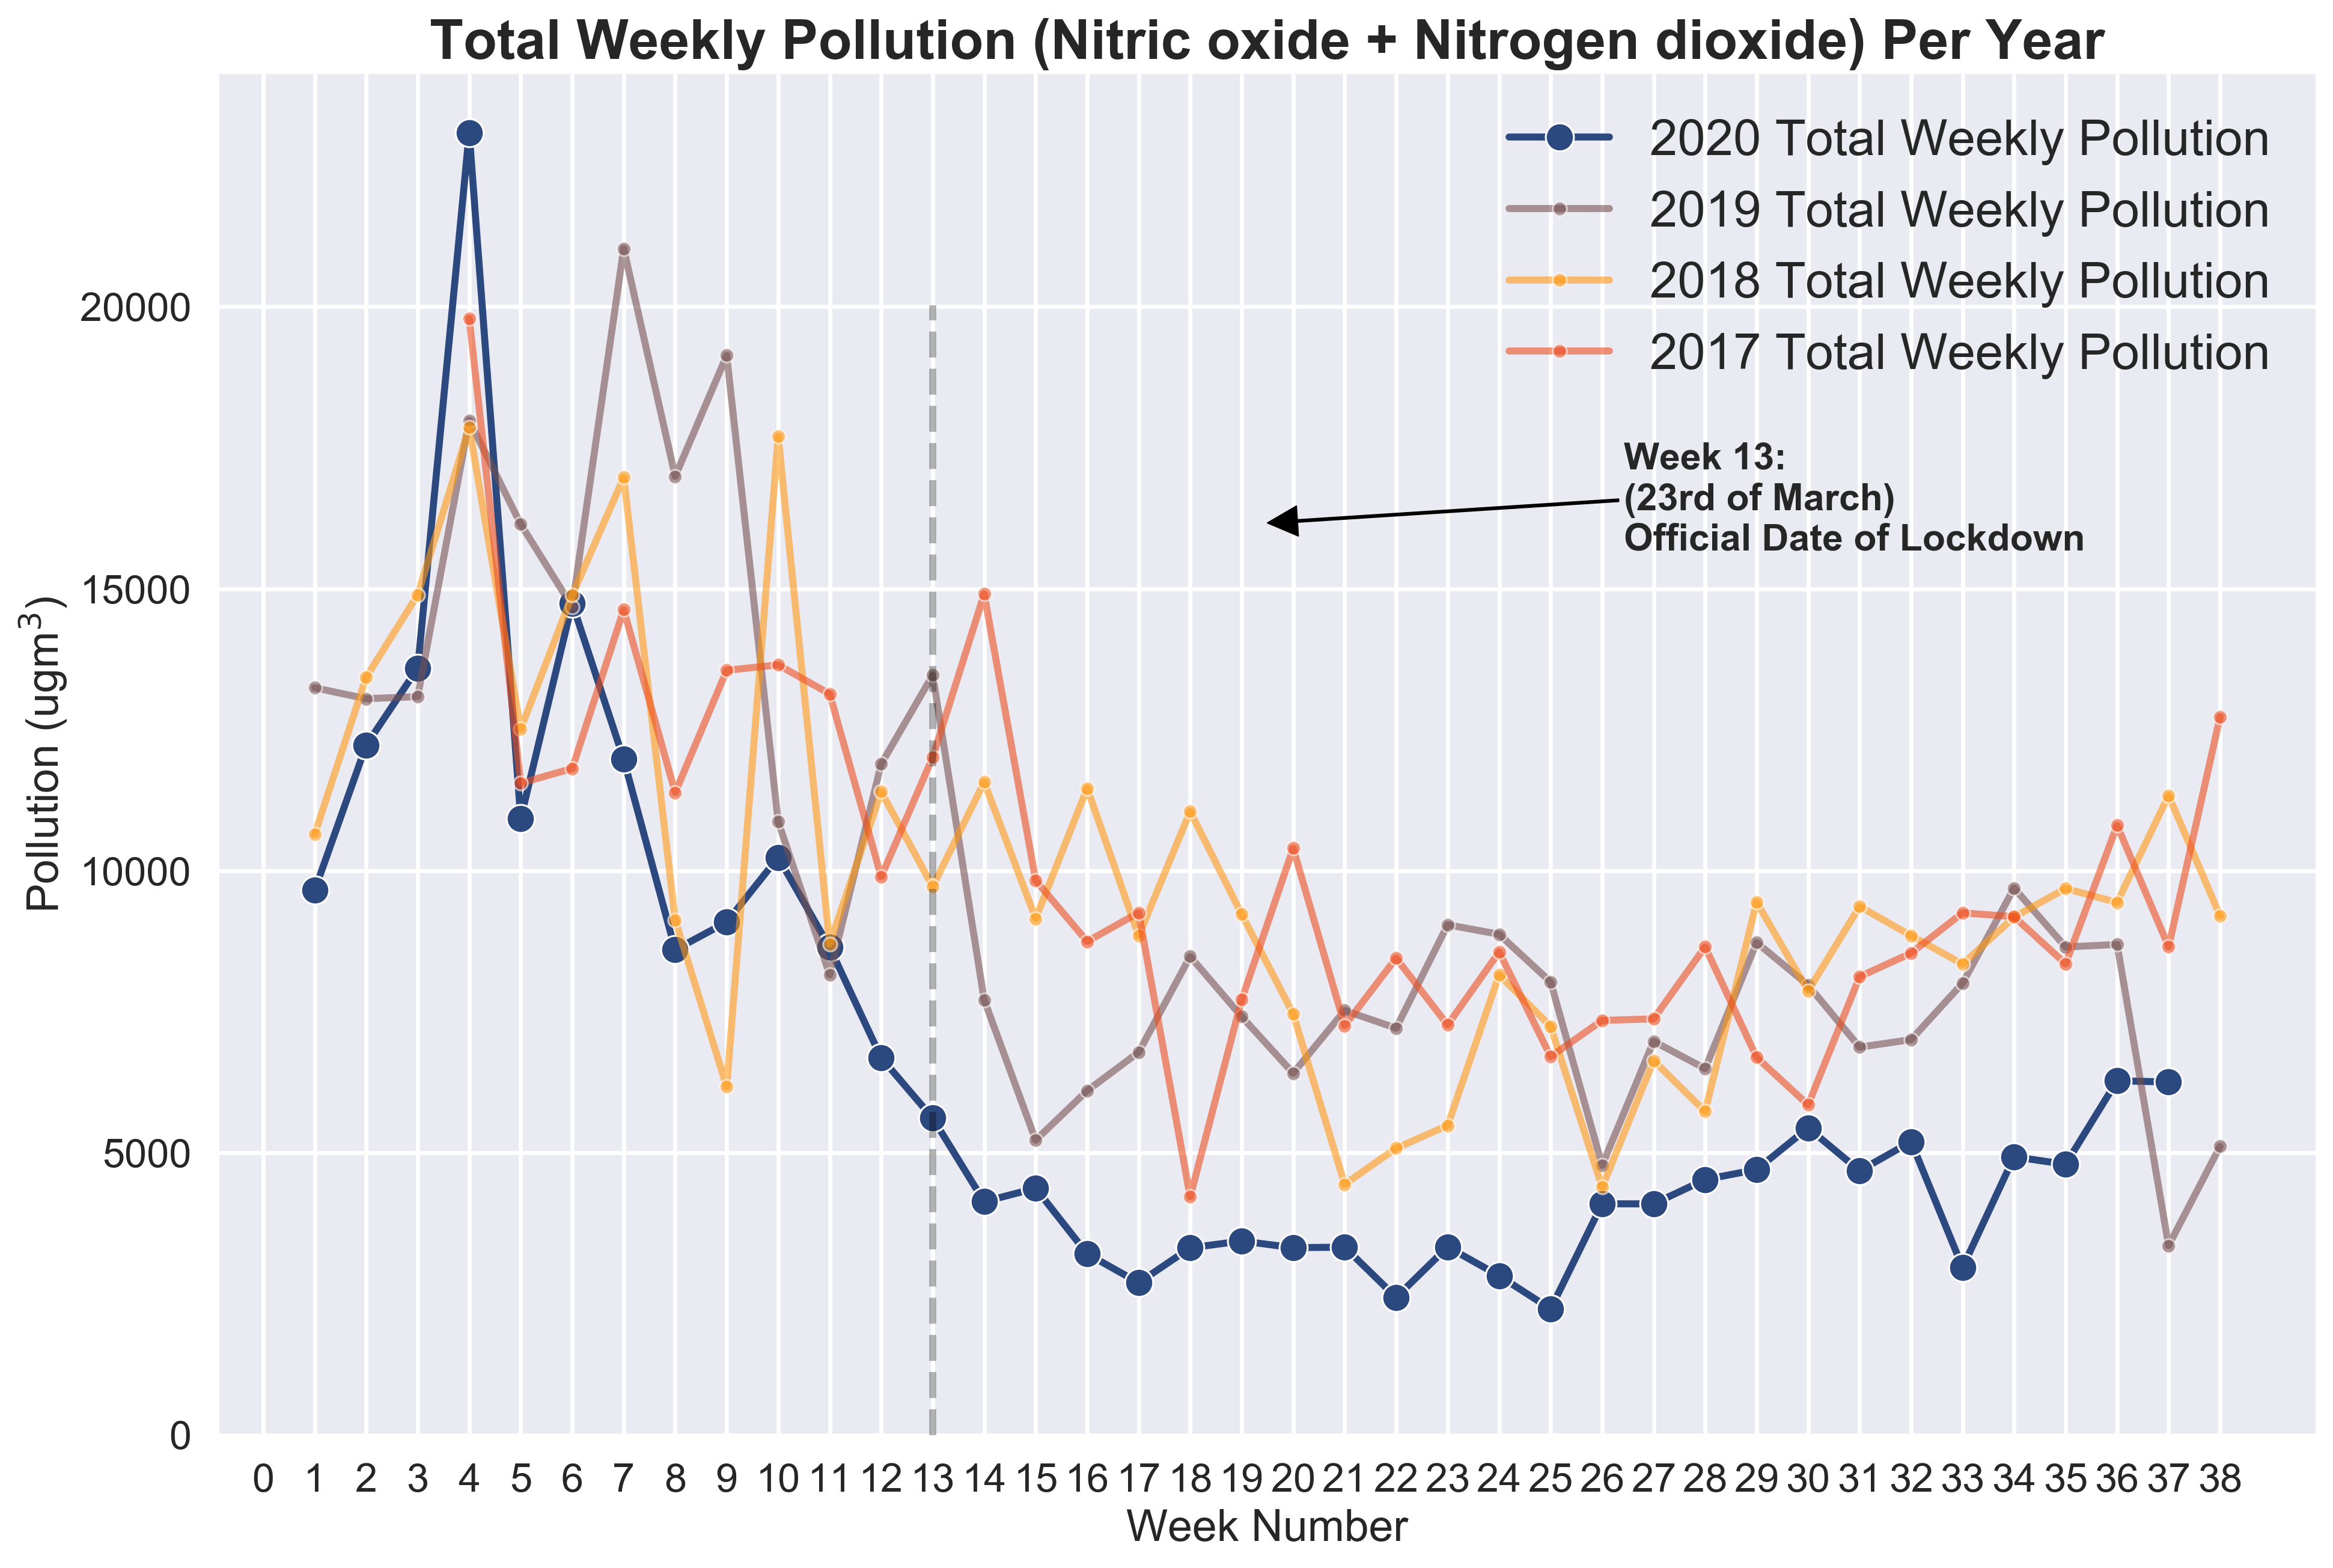 Total Weekly Pollution (Nitric oxide + Nitrogen dioxide) Per Year
2020 Total Weekly Pollution
2019 Total Weekly Pollution
2018 Total Weekly Pollution
2017 Total Weekly Pollution
Week 13:
(23rd of March)
Official Date of Lockdown
Pollution (ugm³)
20000
15000
10000
5000
0
0 1 2 3 4 5 6 7 8 9 10 11 12 13 14 15 16 17 18 19 20 21 22 23 24 25 26 27 28 29 30 31 32 33 34 35 36 37 38
Week Number